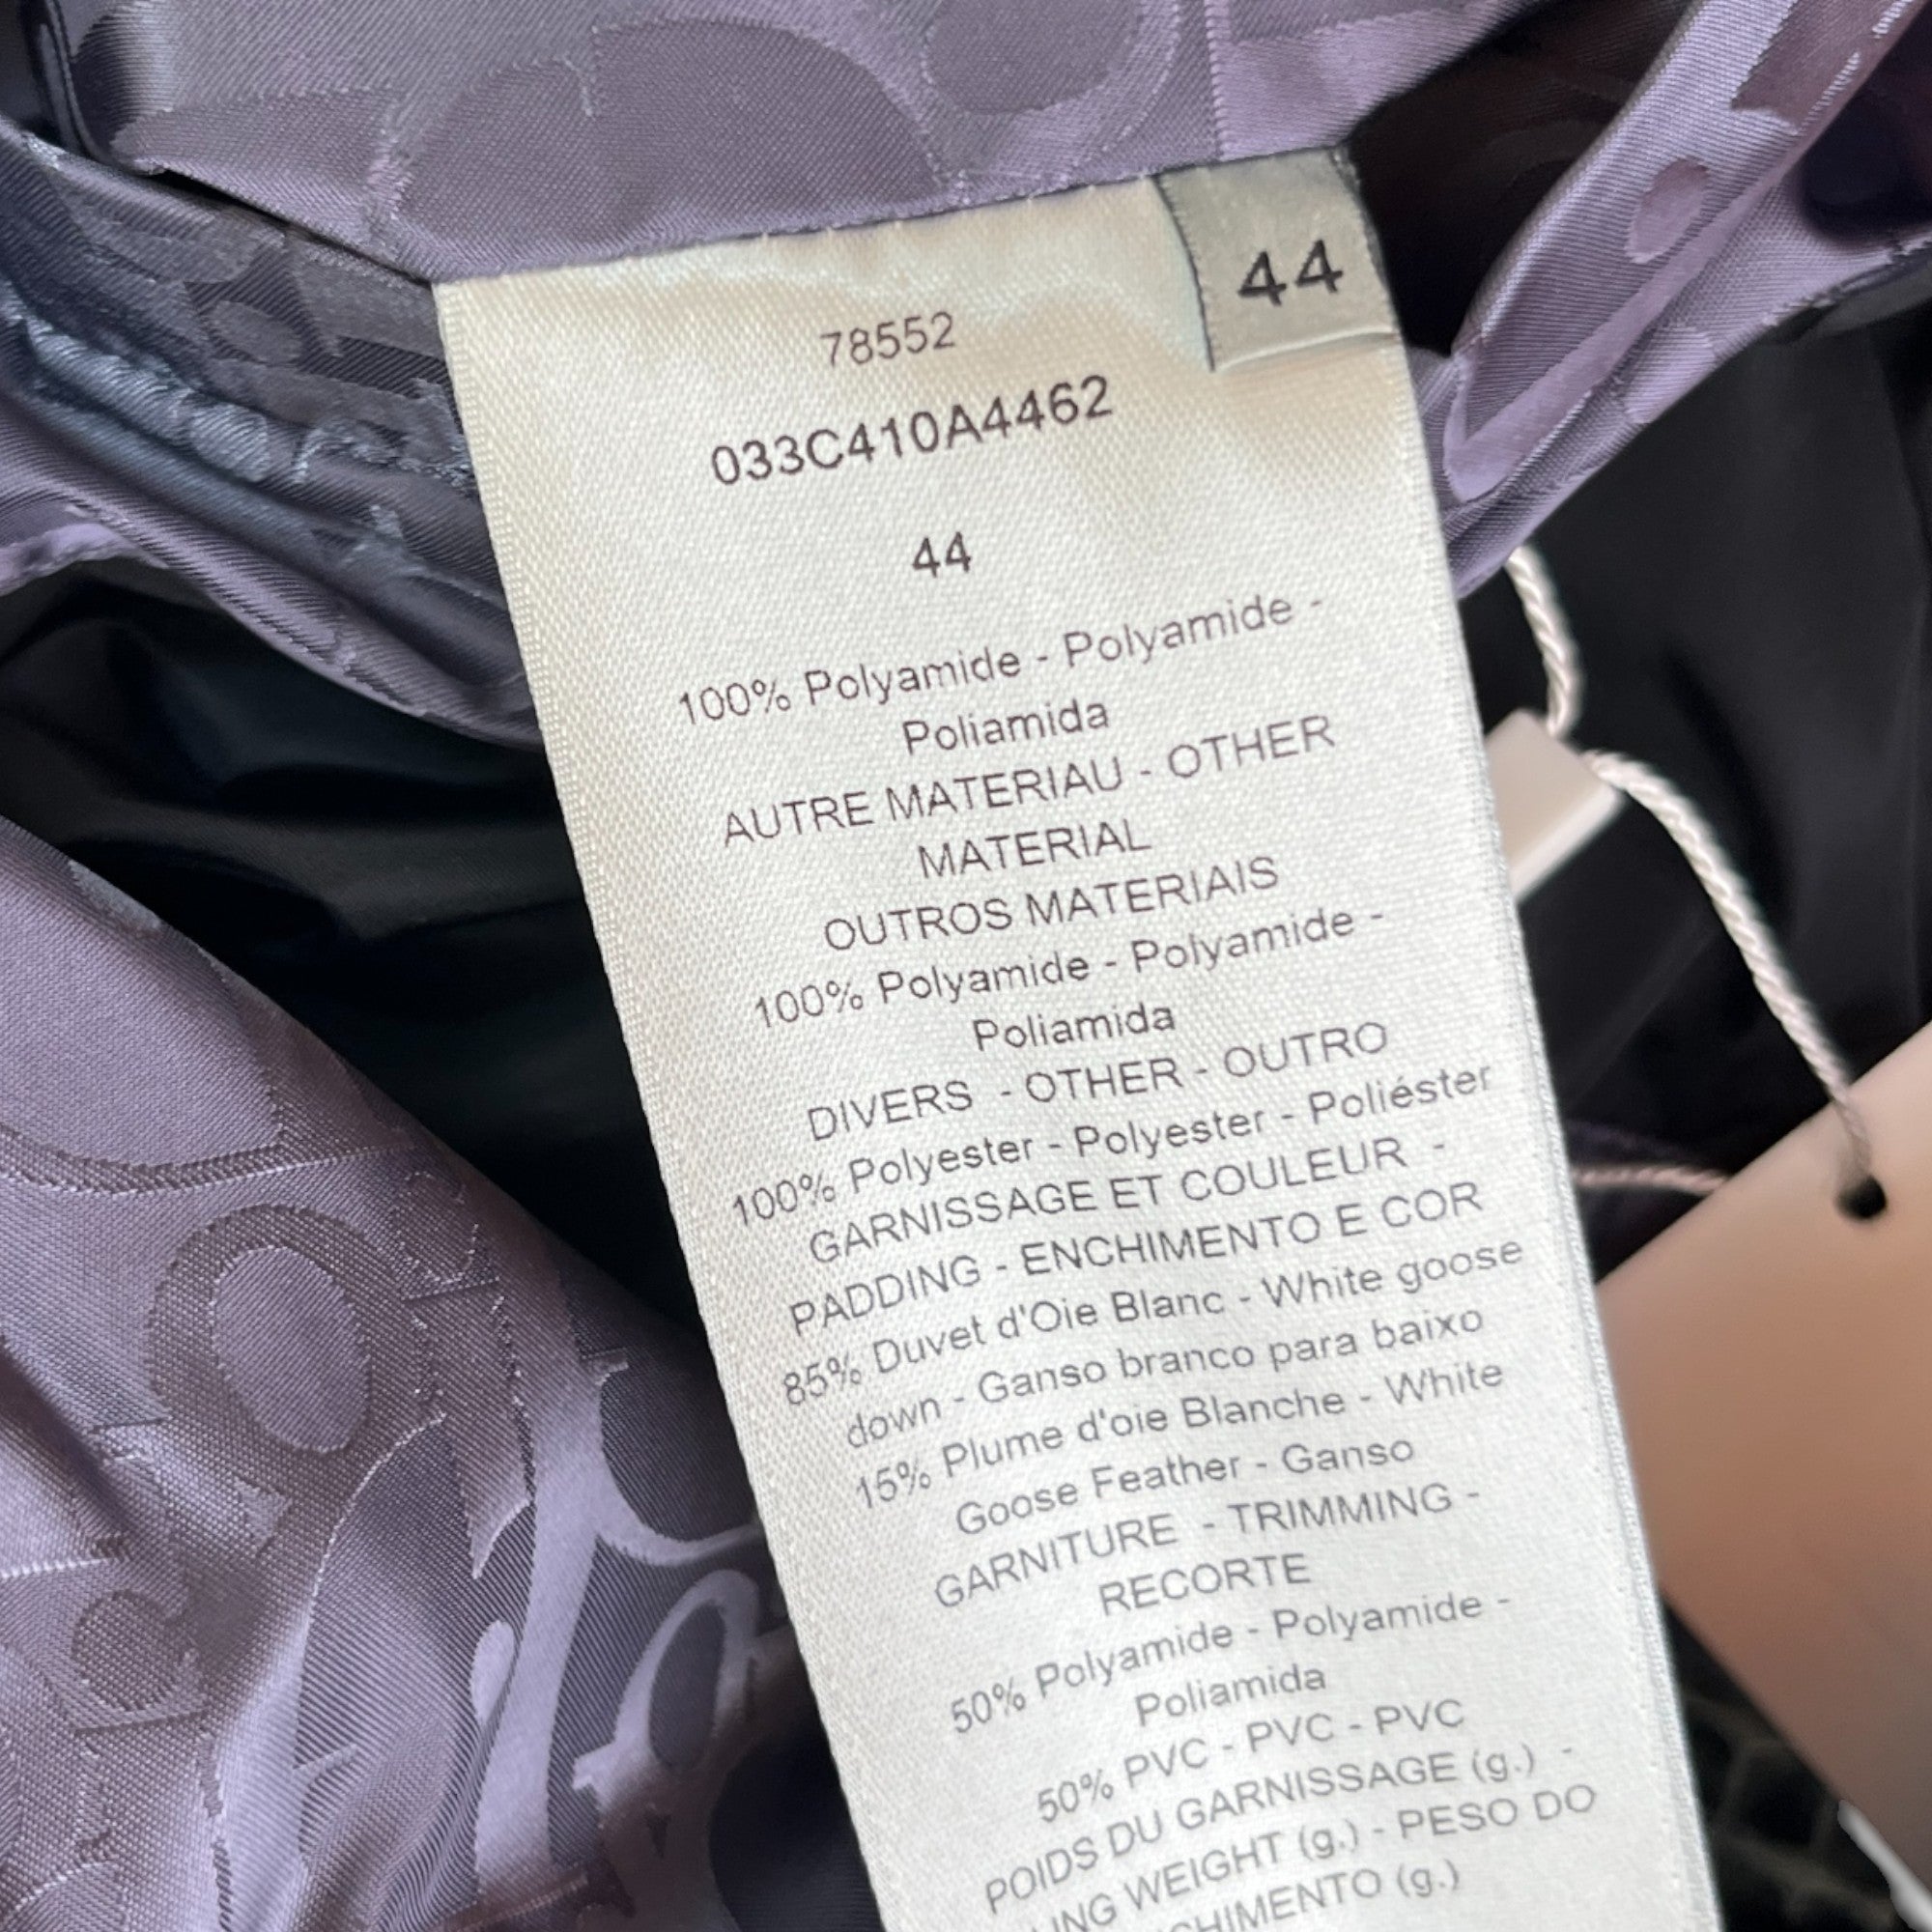 44
78552
033C410A4462
44
100% Polyamide - Polyamide -
Poliamida
AUTRE MATERIAU - OTHER
MATERIAL
OUTROS MATERIAIS
100% Polyamide - Polyamide -
Poliamida
DIVERS - OTHER - OUTRO
100% Polyester - Polyester - Poliéster
GARNISSAGE ET COULEUR -
PADDING - ENCHIMENTO E COR
85% Duvet d'Oie Blanc - White goose
down - Ganso branco para baixo
15% Plume d'oie Blanche - White
Goose Feather - Ganso
GARNITURE - TRIMMING -
RECORTE
50% Polyamide - Polyamide -
Poliamida
50% PVC - PVC - PVC
POIDS DU GARNISSAGE (g.) -
WEIGHT (g.) - PESO DO
(g.)